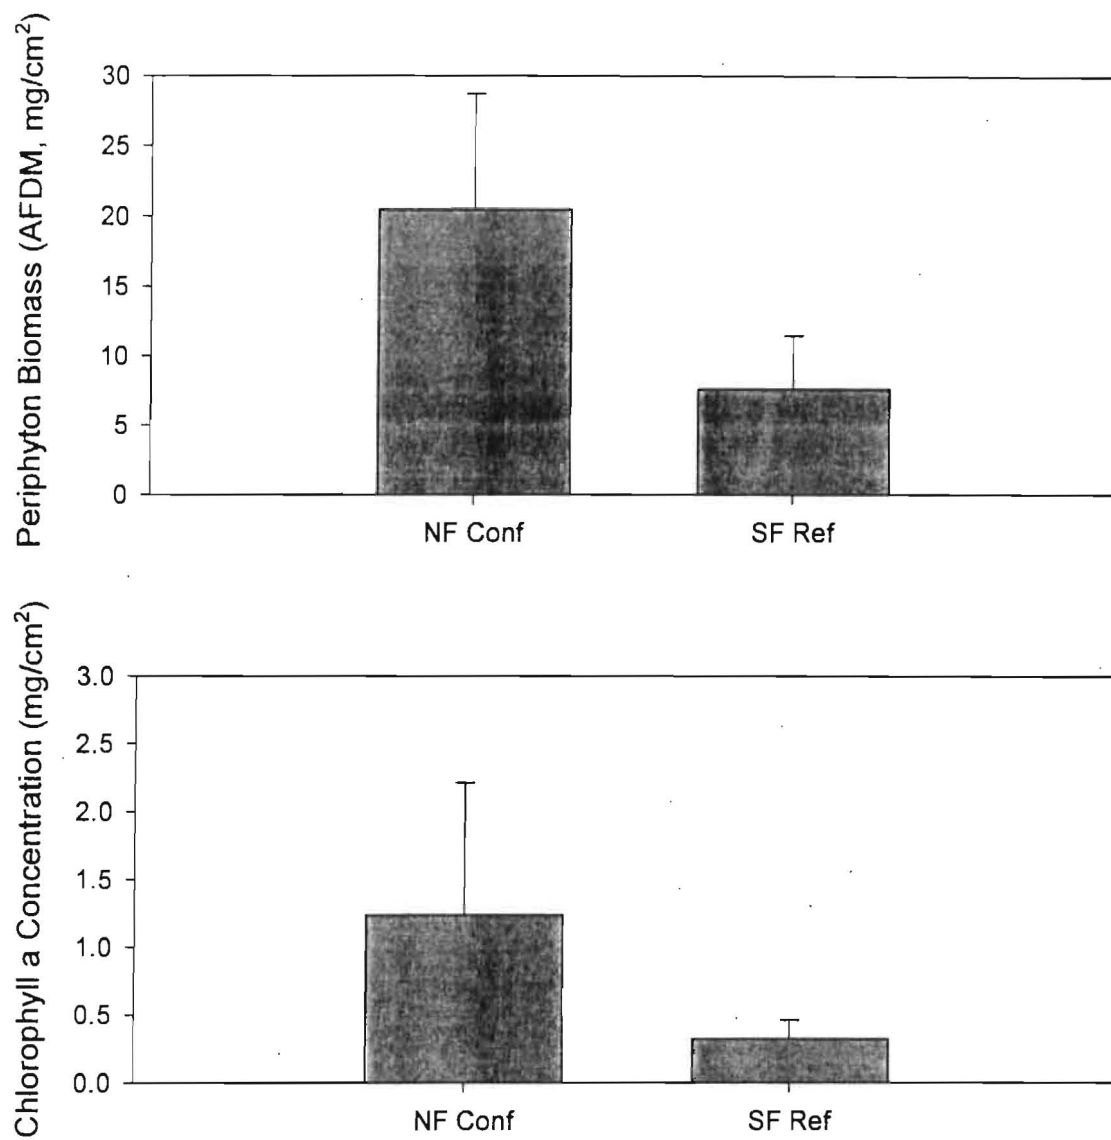 Periphyton Biomass (AFDM, mg/cm²)
30
25
20
15
10
5
0
NF Conf
SF Ref
Chlorophyll a Concentration (mg/cm²)
3.0
2.5
2.0
1.5
1.0
0.5
0.0
NF Conf
SF Ref